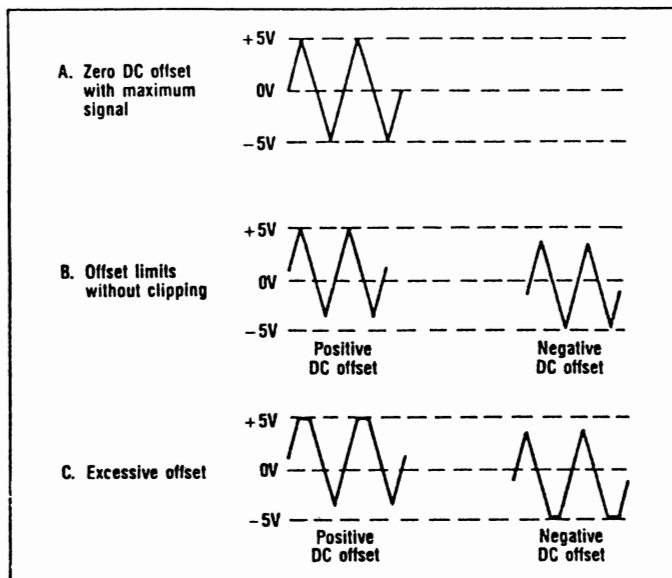 A. Zero DC offset
with maximum
signal
+5V
0V
−5V
B. Offset limits
without clipping
+5V
0V
−5V
Positive
DC offset
Negative
DC offset
C. Excessive offset
+5V
0V
−5V
Positive
DC offset
Negative
DC offset